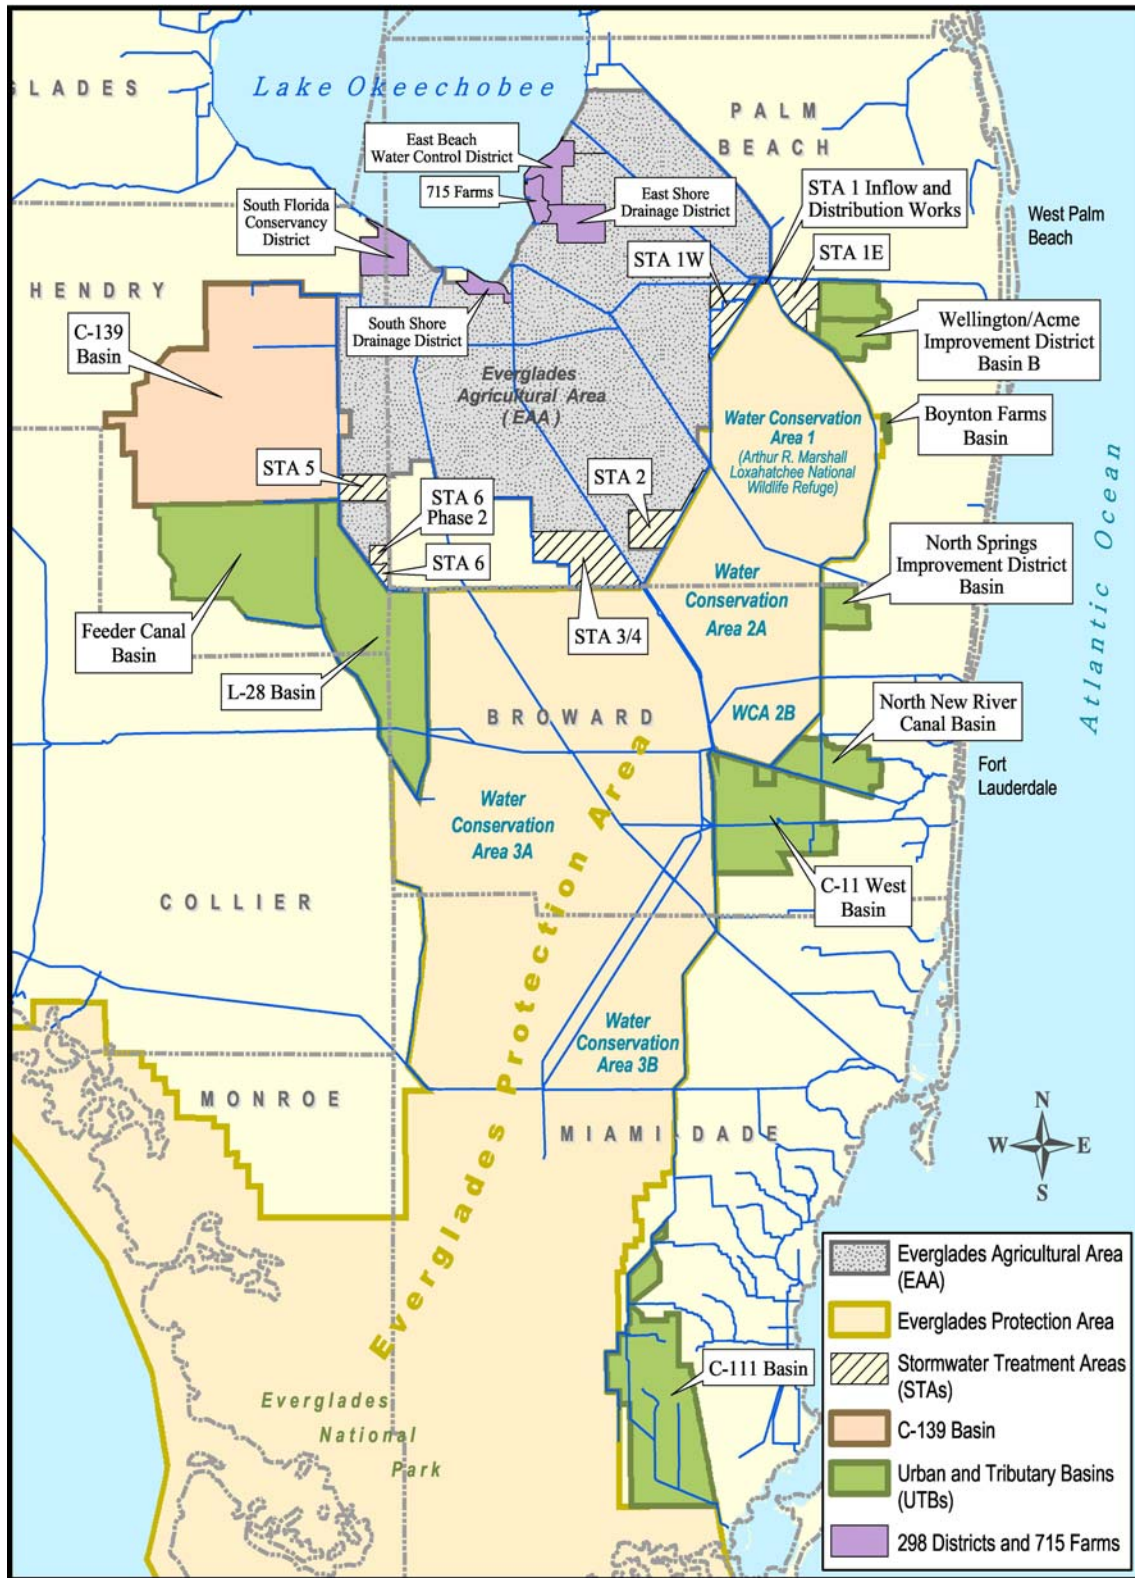 Lake Okeechobee
GLADES
PALM
BEACH
East Beach
Water Control District
715 Farms
South Florida
Conservancy
District
East Shore
Drainage District
STA 1 Inflow and
Distribution Works
West Palm
Beach
STA 1W
STA 1E
HENDRY
C-139
Basin
South Shore
Drainage District
Wellington/Acme
Improvement District
Basin B
Everglades
Agricultural Area
(EAA)
Water Conservation
Area 1
(Arthur R. Marshall
Loxahatchee National
Wildlife Refuge)
Boynton Farms
Basin
STA 5
STA 2
STA 6
Phase 2
STA 6
North Springs
Improvement District
Basin
Atlantic Ocean
Water
Conservation
Area 2A
Feeder Canal
Basin
STA 3/4
L-28 Basin
BROWARD
WCA 2B
North New River
Canal Basin
Fort
Lauderdale
Water
Conservation
Area 3A
C-11 West
Basin
COLLIER
Everglades Protection Area
Water
Conservation
Area 3B
MONROE
MIAMI-DADE
N
W
E
S
C-111 Basin
Everglades
National
Park
Everglades Agricultural Area
(EAA)
Everglades Protection Area
Stormwater Treatment Areas
(STAs)
C-139 Basin
Urban and Tributary Basins
(UTBs)
298 Districts and 715 Farms